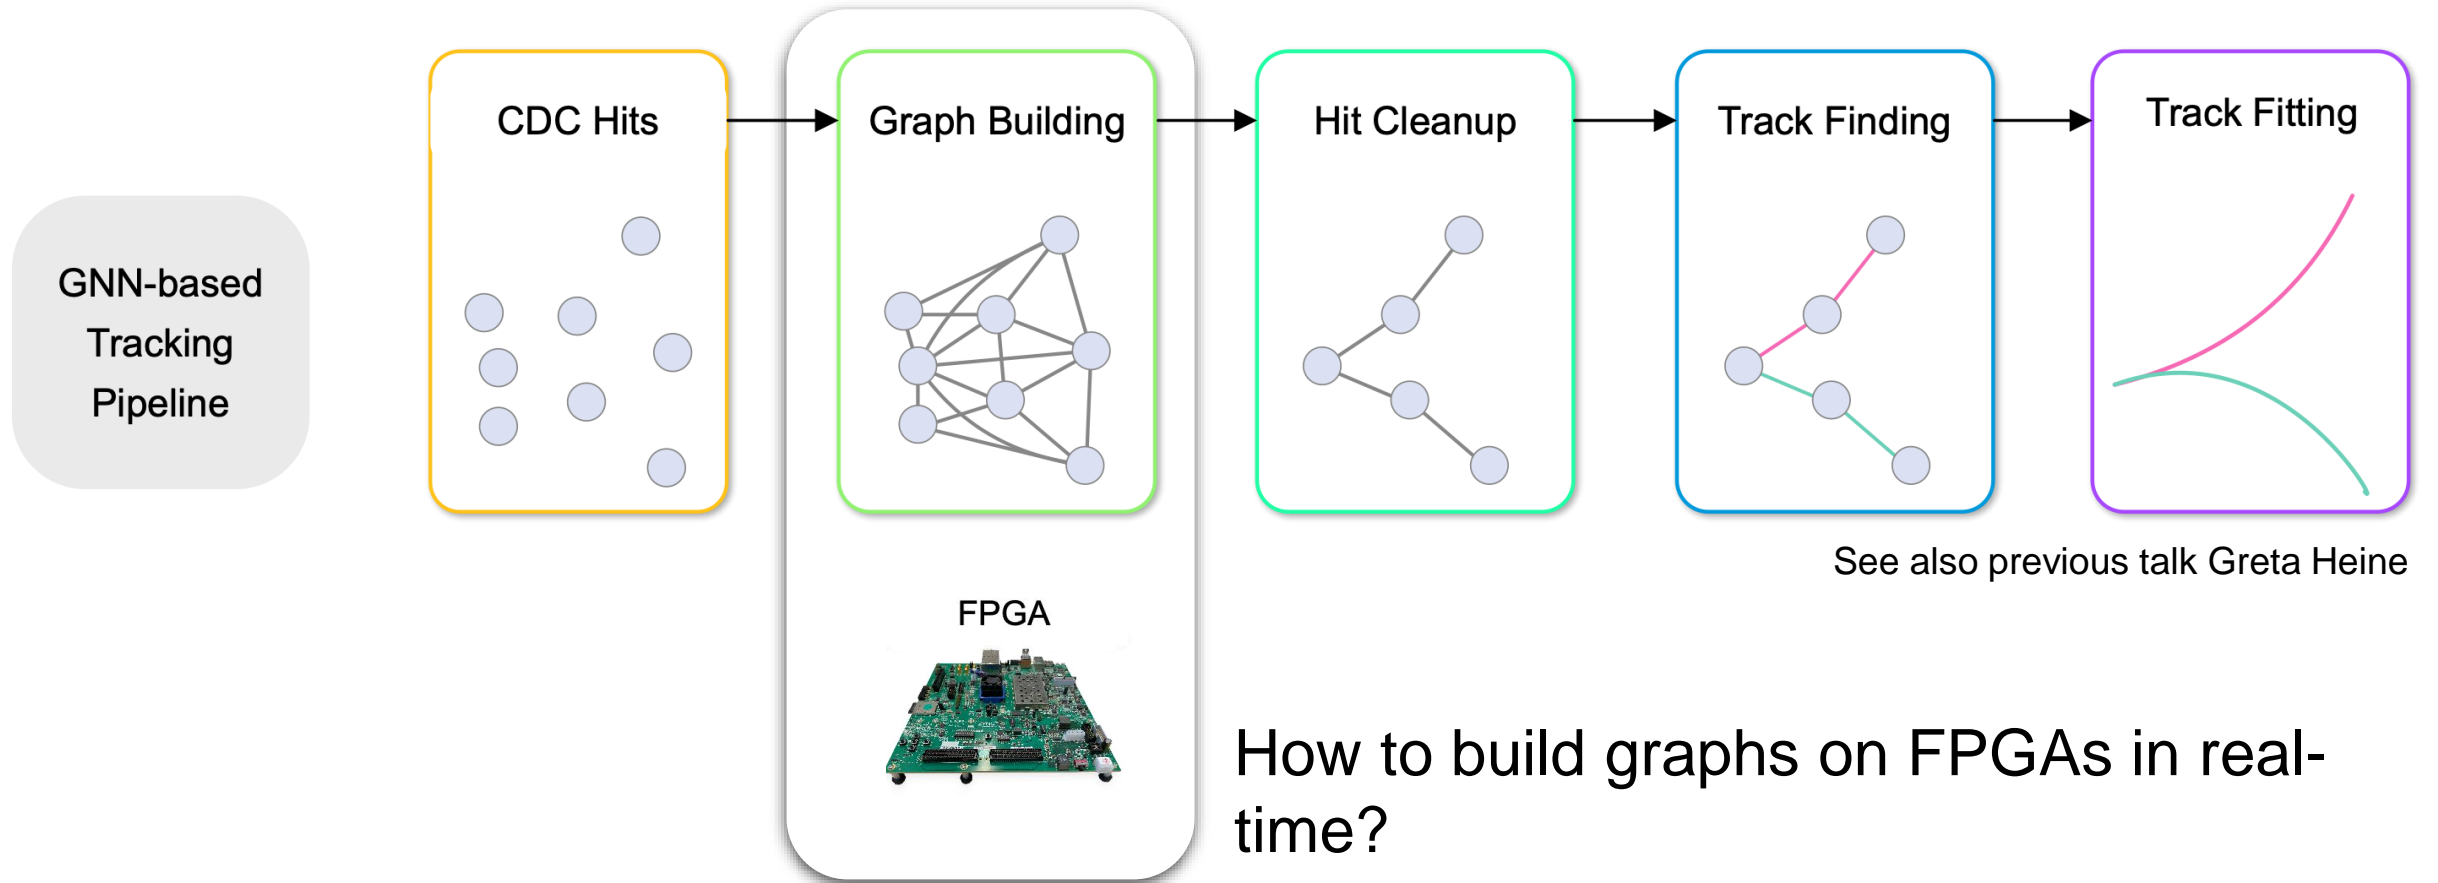 GNN-based
Tracking
Pipeline
CDC Hits
Graph Building
Hit Cleanup
Track Finding
Track Fitting
See also previous talk Greta Heine
FPGA
How to build graphs on FPGAs in real-
time?